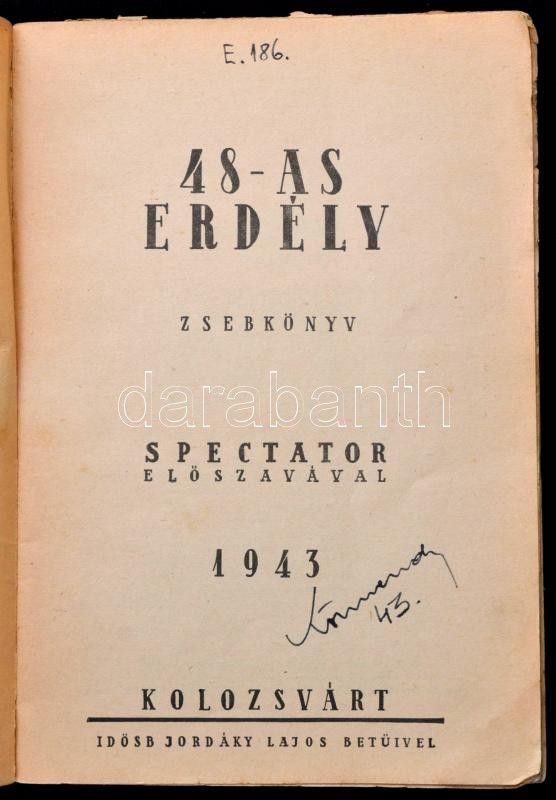 E. 186.
48-AS
ERDÉLY
ZSEBKÖNYV
darabanth
SPECTATOR
ELŐSZAVÁVAL
1943
43.
KOLOZSVÁRT
IDŐSB JORDÁKY LAJOS BETŰIVEL